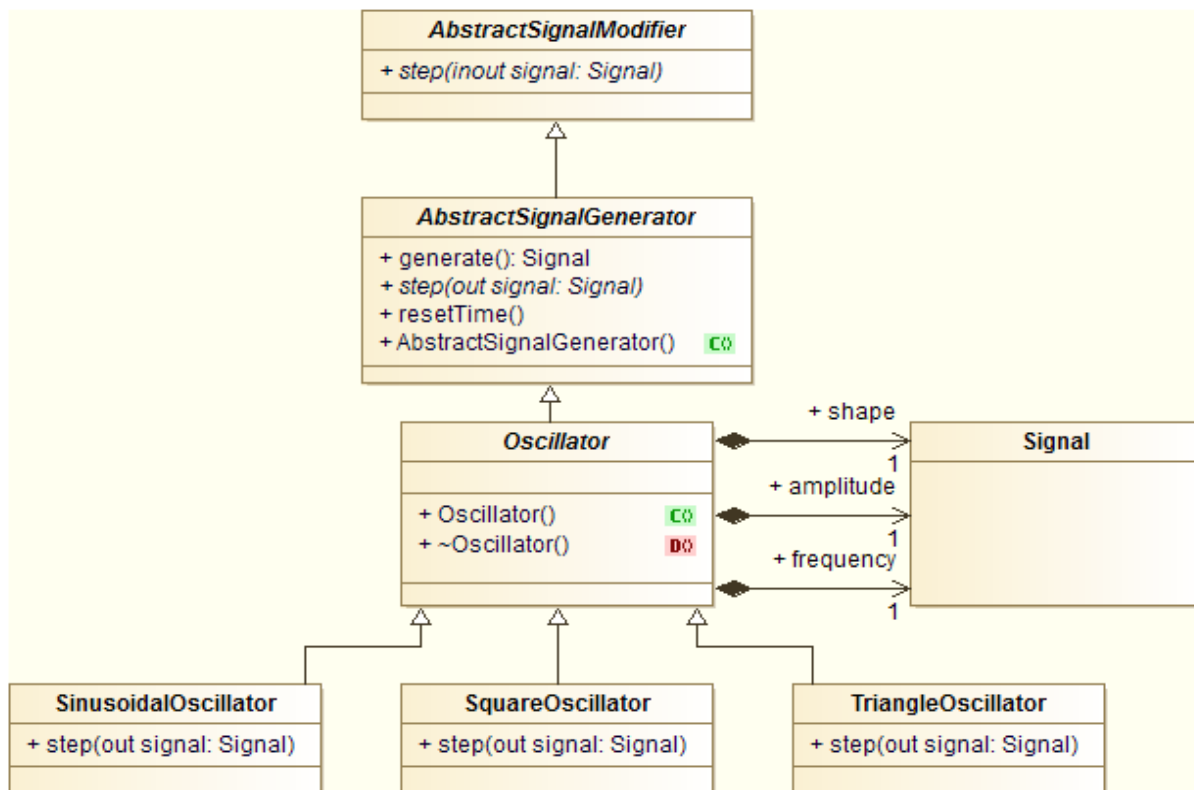 AbstractSignalModifier
+ step(inout signal: Signal)
AbstractSignalGenerator
+ generate(): Signal
+ step(out signal: Signal)
+ resetTime()
+ AbstractSignalGenerator() C()
Oscillator
+ Oscillator() C()
+ ~Oscillator() D()
+ shape
1
+ amplitude
1
+ frequency
1
Signal
SinusoidalOscillator
+ step(out signal: Signal)
SquareOscillator
+ step(out signal: Signal)
TriangleOscillator
+ step(out signal: Signal)